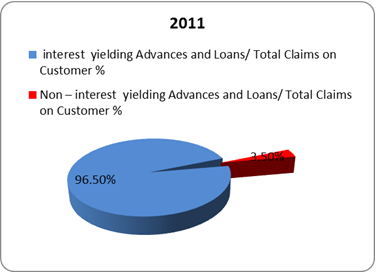 2011
interest yielding Advances and Loans/ Total Claims on
Customer %
Non – interest yielding Advances and Loans/ Total Claims
on Customer %
3.50%
96.50%